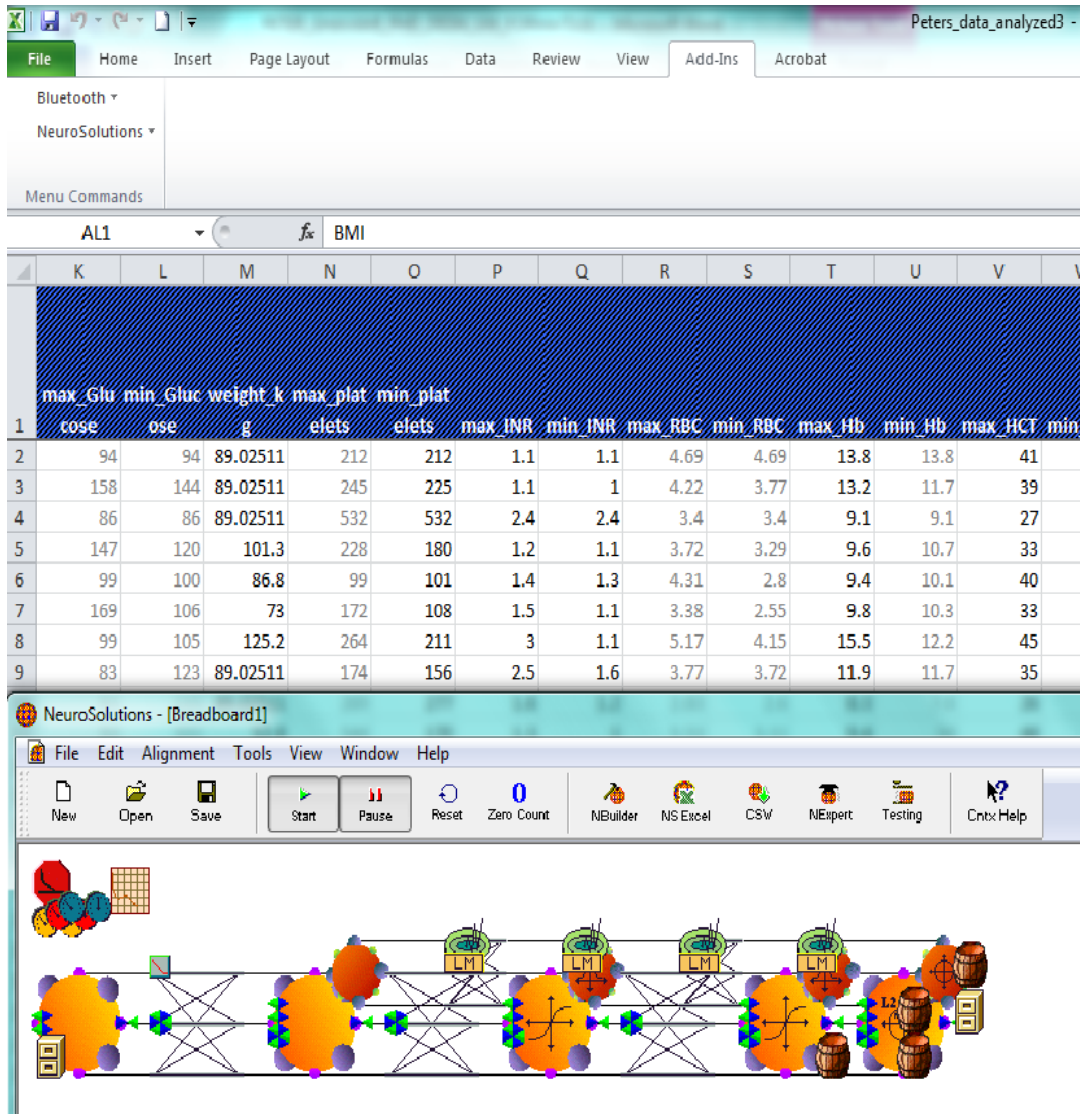 Peters_data_analyzed3 -
File Home Insert Page Layout Formulas Data Review View Add-Ins Acrobat
Bluetooth
NeuroSolutions
Menu Commands
AL1 fx BMI
K L M N O P Q R S T U V
max_Glu min_Gluc weight_k max_plat min_plat
1 cose ose g elets elets max_INR min_INR max_RBC min_RBC max_Hb min_Hb max_HCT min_
2 94 94 89.02511 212 212 1.1 1.1 4.69 4.69 13.8 13.8 41
3 158 144 89.02511 245 225 1.1 1 4.22 3.77 13.2 11.7 39
4 86 86 89.02511 532 532 2.4 2.4 3.4 3.4 9.1 9.1 27
5 147 120 101.3 228 180 1.2 1.1 3.72 3.29 9.6 10.7 33
6 99 100 86.8 99 101 1.4 1.3 4.31 2.8 9.4 10.1 40
7 169 106 73 172 108 1.5 1.1 3.38 2.55 9.8 10.3 33
8 99 105 125.2 264 211 3 1.1 5.17 4.15 15.5 12.2 45
9 83 123 89.02511 174 156 2.5 1.6 3.77 3.72 11.9 11.7 35
NeuroSolutions - [Breadboard1]
File Edit Alignment Tools View Window Help
New Open Save Start Pause Reset Zero Count NBuilder NS Excel CSW NExpert Testing Cntx Help
LM LM LM LM
L2